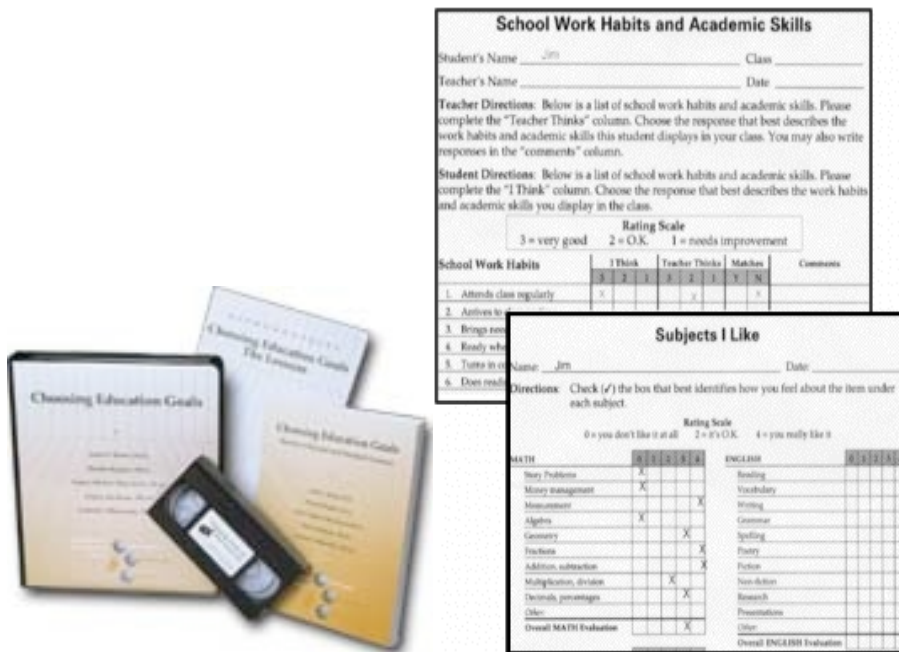 School Work Habits and Academic Skills
Student's Name Jim Class
Teacher's Name Date
Teacher Directions: Below is a list of school work habits and academic skills. Please
complete the "Teacher Thinks" column. Choose the response that best describes the
work habits and academic skills this student displays in your class. You may also write
responses in the "comments" column.
Student Directions: Below is a list of school work habits and academic skills. Please
complete the "I Think" column. Choose the response that best describes the work habits
and academic skills you display in the class.
Rating Scale
3 = very good 2 = O.K. 1 = needs improvement
School Work Habits I Think Teacher Thinks Matches Comments
3 2 1 3 2 1 Y N
1. Attends class regularly X X X
2. Arrives to
3. Brings
4. Ready
5. Turns in
6. Does
Subjects I Like
Name: Jim Date:
Directions: Check (✓) the box that best identifies how you feel about the item under
each subject.
Rating Scale
0 = you don't like it at all 2 = it's O.K. 4 = you really like it
MATH 0 1 2 3 4 ENGLISH 0 1 2 3
Story Problems X Reading
Money management X Vocabulary
Measurement X Writing
Algebra X Grammar
Geometry X Spelling
Fractions X Poetry
Addition, subtraction X Fiction
Multiplication, division X Non-fiction
Decimals, percentages X Research
Other: Presentations
Overall MATH Evaluation X Other:
Overall ENGLISH Evaluation
Choosing Education Goals
The Lessons
Choosing Education Goals
Choosing Education Goals